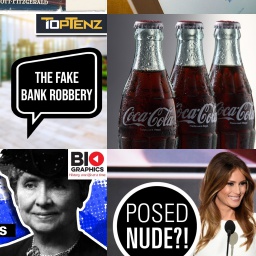 OTT-FITZGERALD
TOPTENZ
THE FAKE
BANK ROBBERY
Coca-Cola
Coca-Cola
Coca-Cola
BIO
GRAPHICS
S
POSED
NUDE?!